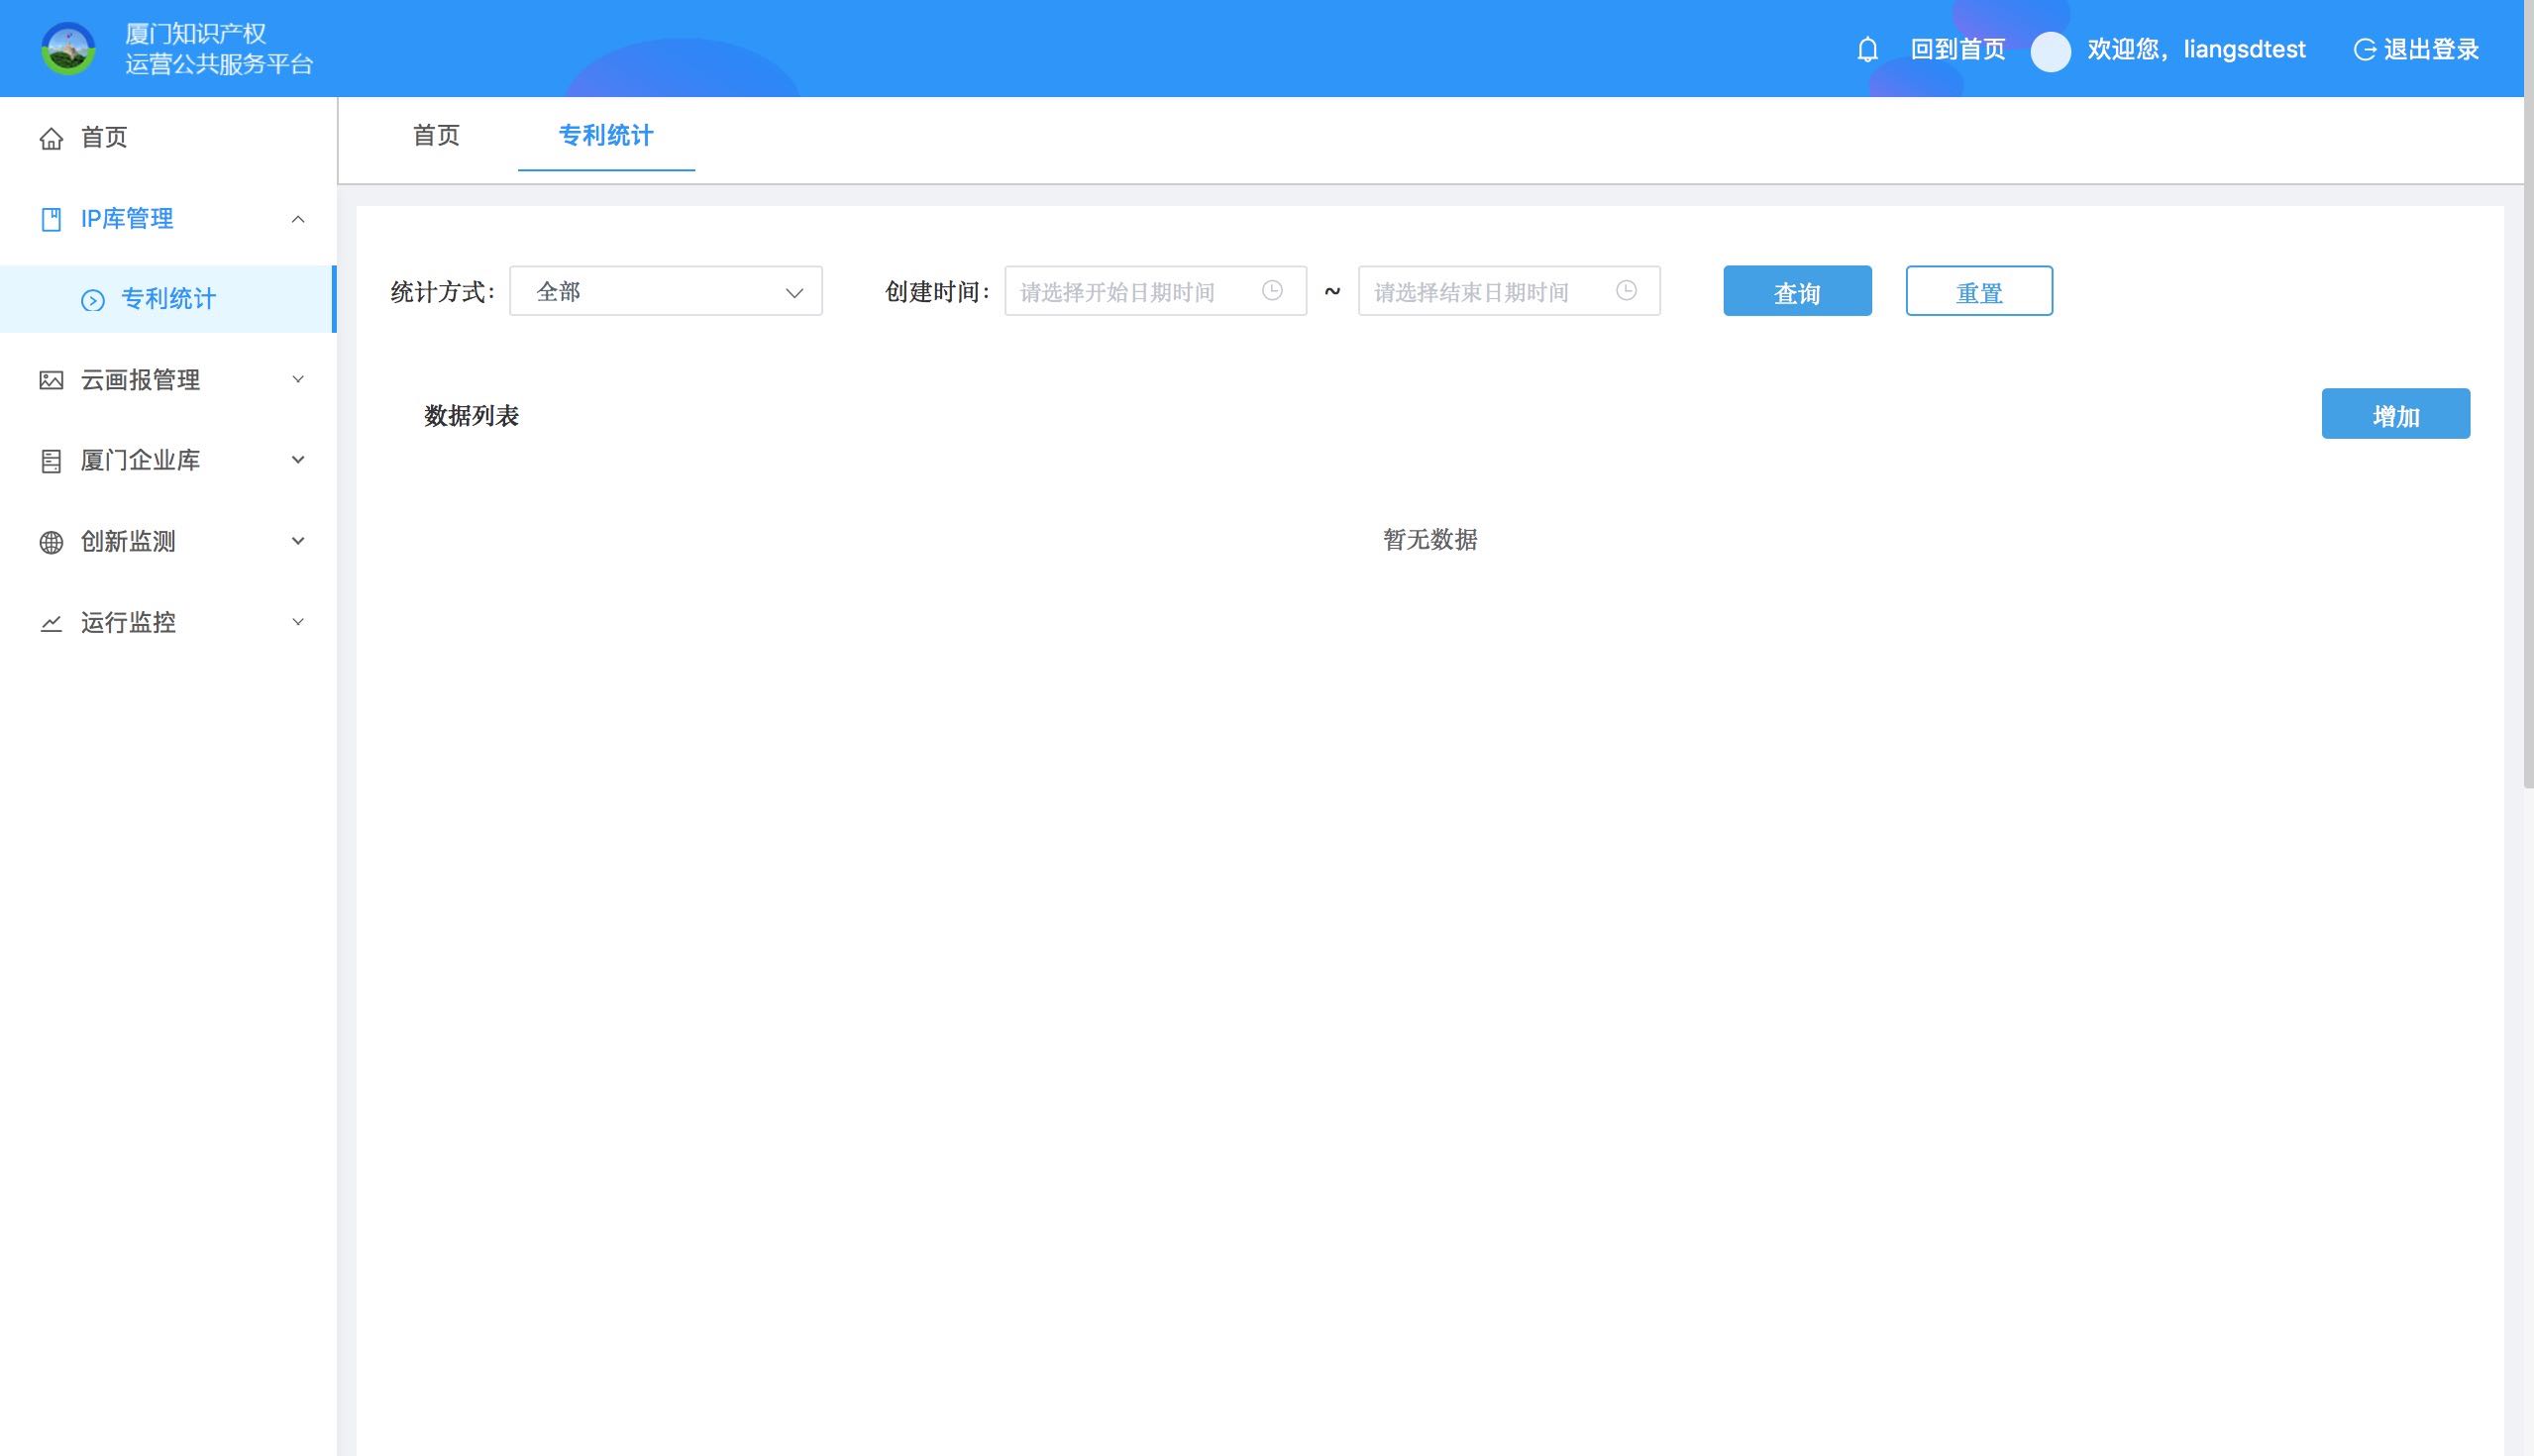 厦门知识产权
运营公共服务平台
回到首页
欢迎您，liangsdtest
退出登录
首页
IP库管理
专利统计
云画报管理
厦门企业库
创新监测
运行监控
首页
专利统计
统计方式：
全部
创建时间：
请选择开始日期时间
~
请选择结束日期时间
查询
重置
数据列表
增加
暂无数据